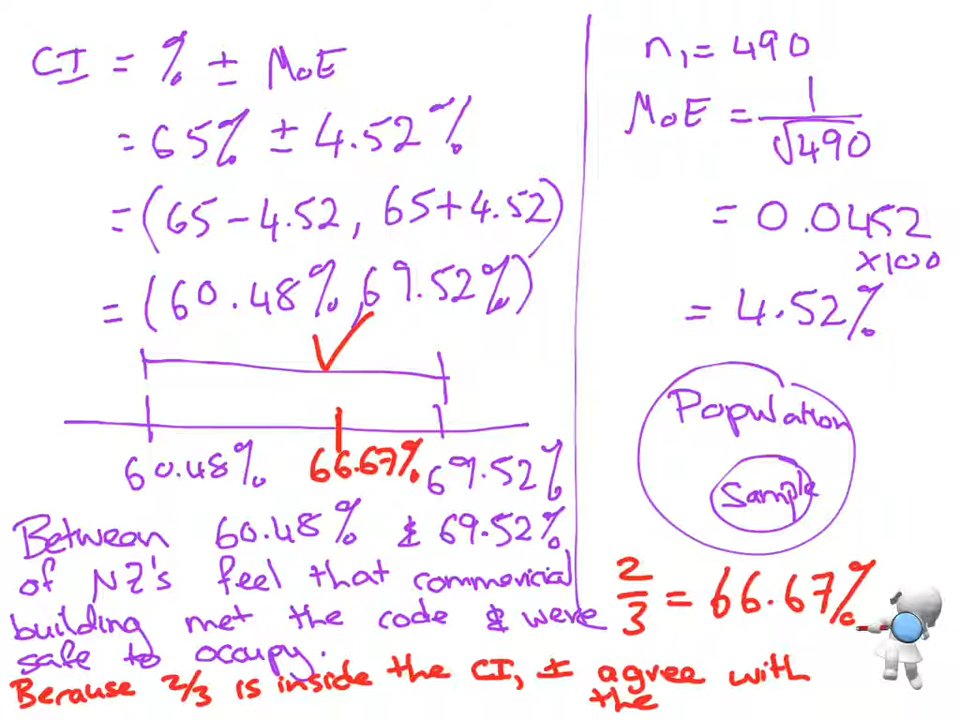 CI = % ± MoE
= 65% ± 4.52%
= (65 - 4.52, 65 + 4.52)
= (60.48%, 69.52%)
60.48% 66.67% 69.52%
Between 60.48% & 69.52%
of NZ's feel that commericial
building met the code & were
safe to occupy.
Because 2/3 is inside the CI, I agree with
the
n₁ = 490
MoE = 1/√490
= 0.0452
×100
= 4.52%
Population
Sample
2/3 = 66.67%